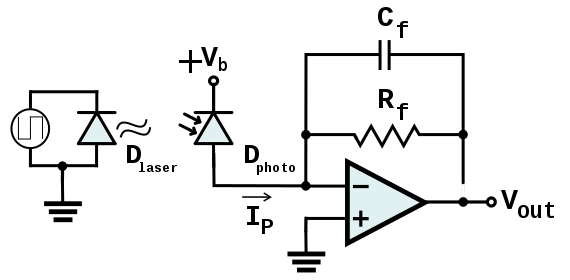 C_f
+V_b
R_f
D_laser
D_photo
I_P
−
+
V_out